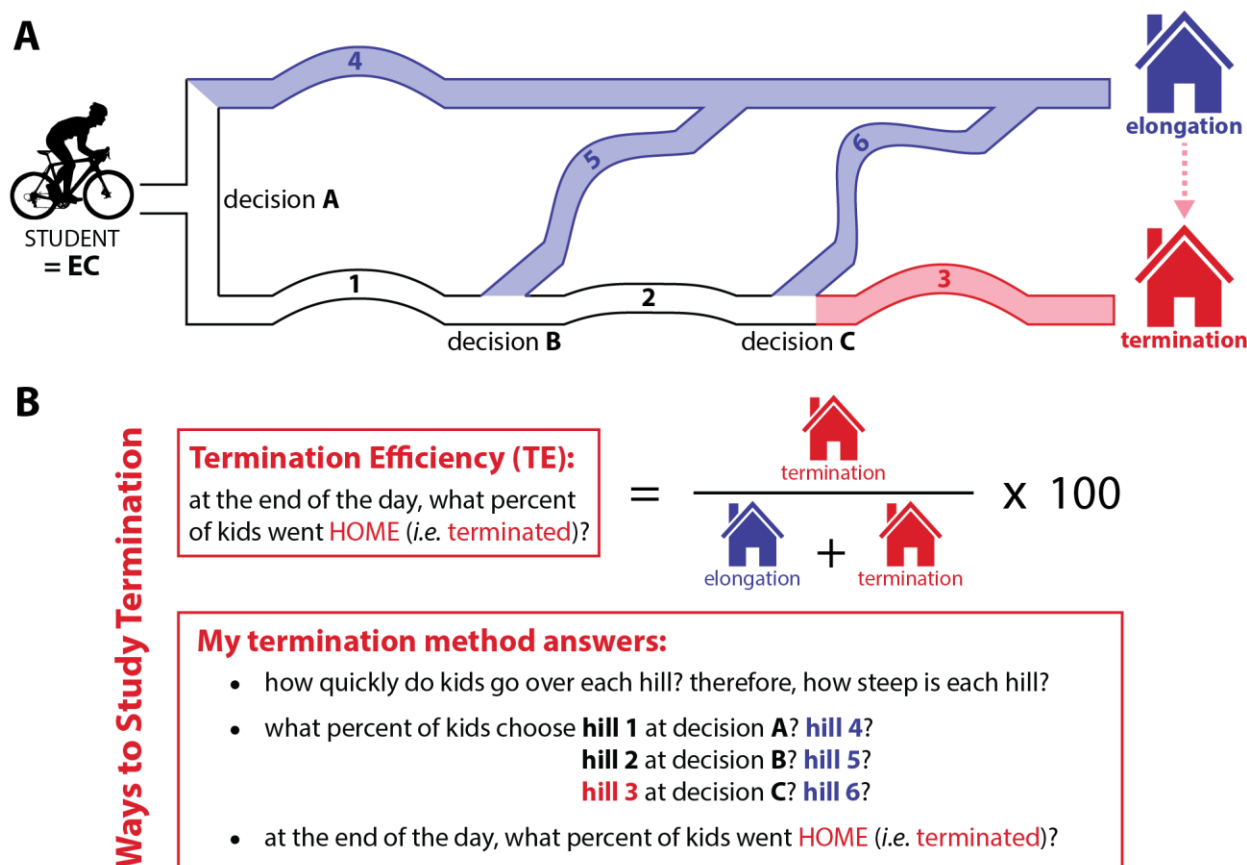 A
4
elongation
5
6
decision A
STUDENT
= EC
1
2
3
decision B
decision C
termination
B
Ways to Study Termination
Termination Efficiency (TE):
at the end of the day, what percent
of kids went HOME (i.e. terminated)?
=
termination
elongation
+
termination
x 100
My termination method answers:
• how quickly do kids go over each hill? therefore, how steep is each hill?
• what percent of kids choose hill 1 at decision A? hill 4?
hill 2 at decision B? hill 5?
hill 3 at decision C? hill 6?
• at the end of the day, what percent of kids went HOME (i.e. terminated)?